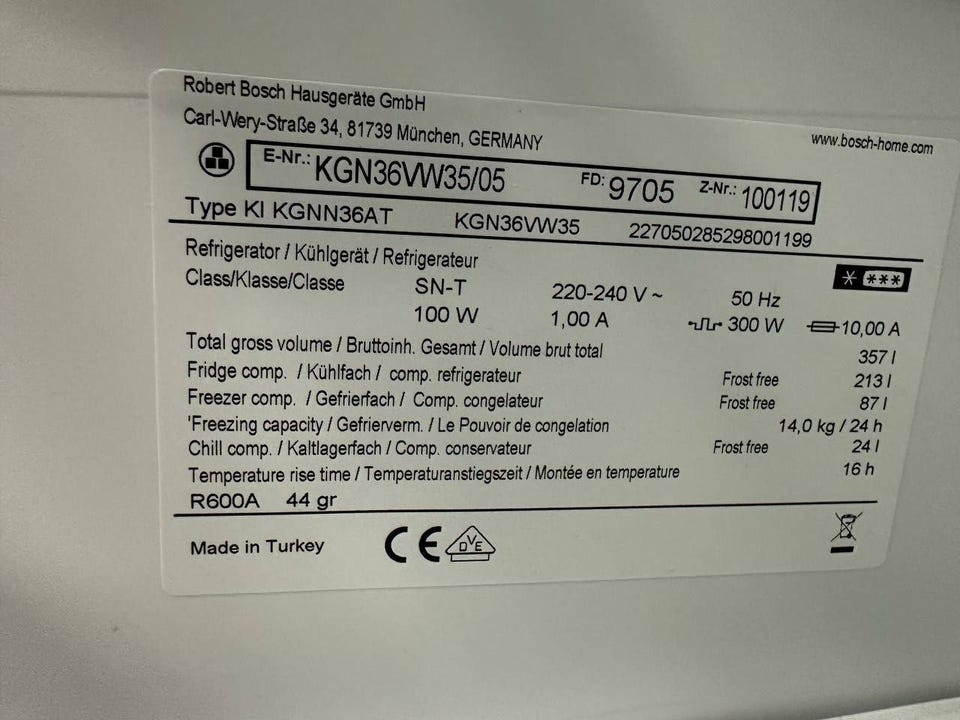 Robert Bosch Hausgeräte GmbH
Carl-Wery-Straße 34, 81739 München, GERMANY
www.bosch-home.com
E-Nr.: KGN36VW35/05 FD: 9705 Z-Nr.: 100119
Type KI KGNN36AT KGN36VW35 227050285298001199
Refrigerator / Kühlgerät / Refrigerateur
Class/Klasse/Classe SN-T 220-240 V ~ 50 Hz
100 W 1,00 A 300 W 10,00 A
Total gross volume / Bruttoinh. Gesamt / Volume brut total 357 l
Fridge comp. / Kühlfach / comp. refrigerateur Frost free 213 l
Freezer comp. / Gefrierfach / Comp. congelateur Frost free 87 l
'Freezing capacity / Gefrierverm. / Le Pouvoir de congelation 14,0 kg / 24 h
Chill comp. / Kaltlagerfach / Comp. conservateur Frost free 24 l
Temperature rise time / Temperaturanstiegszeit / Montée en temperature 16 h
R600A 44 gr
Made in Turkey CE DVE